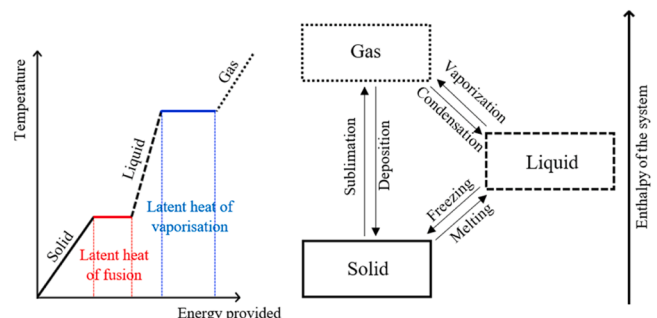 Temperature
Solid
Liquid
Gas
Latent heat of
vaporisation
Latent heat
of fusion
Energy provided
Gas
Vaporization
Condensation
Liquid
Sublimation
Deposition
Freezing
Melting
Solid
Enthalpy of the system